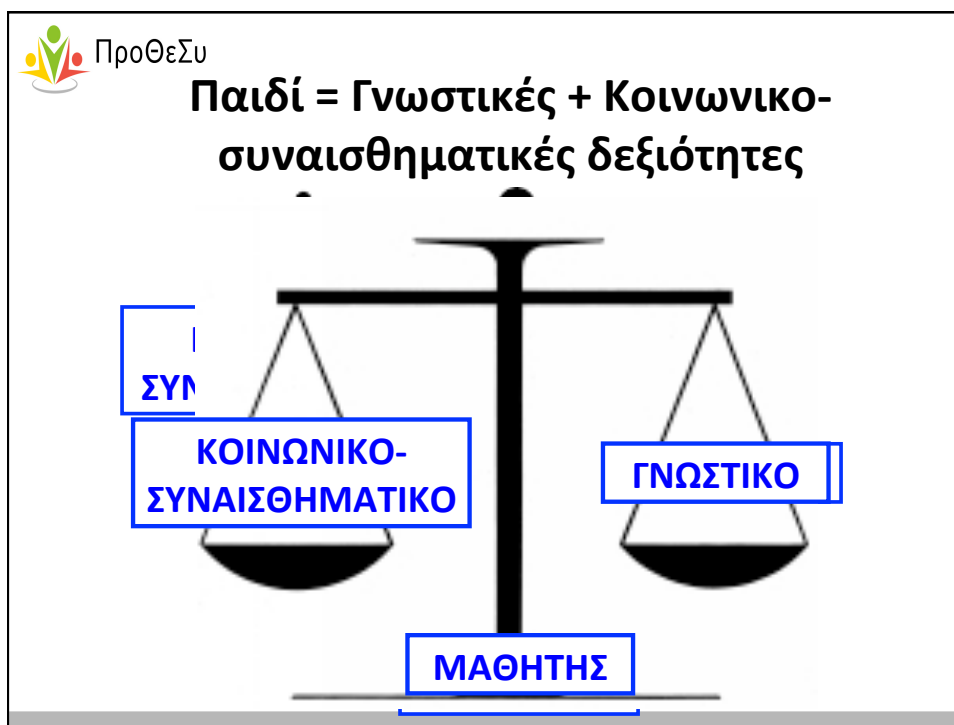 ΠροΘεΣυ
Παιδί = Γνωστικές + Κοινωνικο-
συναισθηματικές δεξιότητες
ΚΟΙΝΩΝΙΚΟ-
ΣΥΝΑΙΣΘΗΜΑΤΙΚΟ
ΓΝΩΣΤΙΚΟ
ΜΑΘΗΤΗΣ